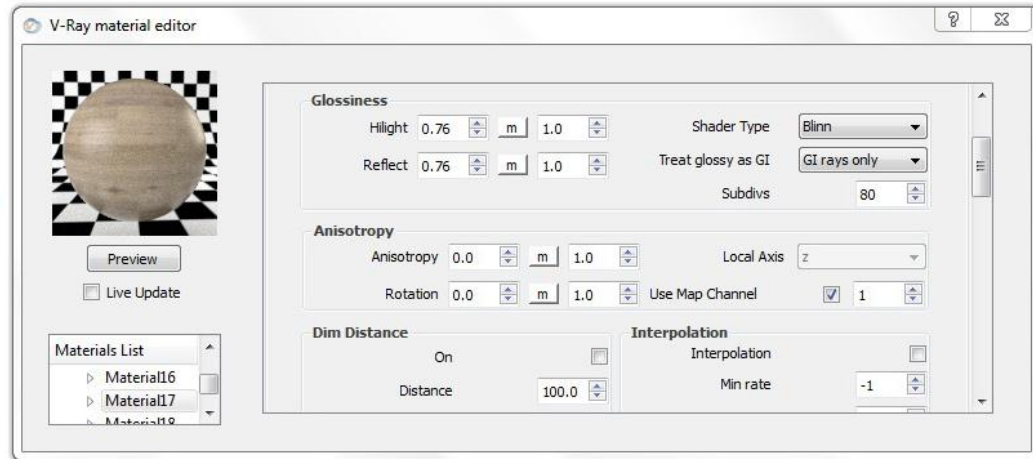 V-Ray material editor
Preview
Live Update
Materials List
Material16
Material17
Material18
Glossiness
Hilight 0.76 m 1.0 Shader Type Blinn
Reflect 0.76 m 1.0 Treat glossy as GI GI rays only
Subdivs 80
Anisotropy
Anisotropy 0.0 m 1.0 Local Axis z
Rotation 0.0 m 1.0 Use Map Channel 1
Dim Distance Interpolation
On Interpolation
Distance 100.0 Min rate -1